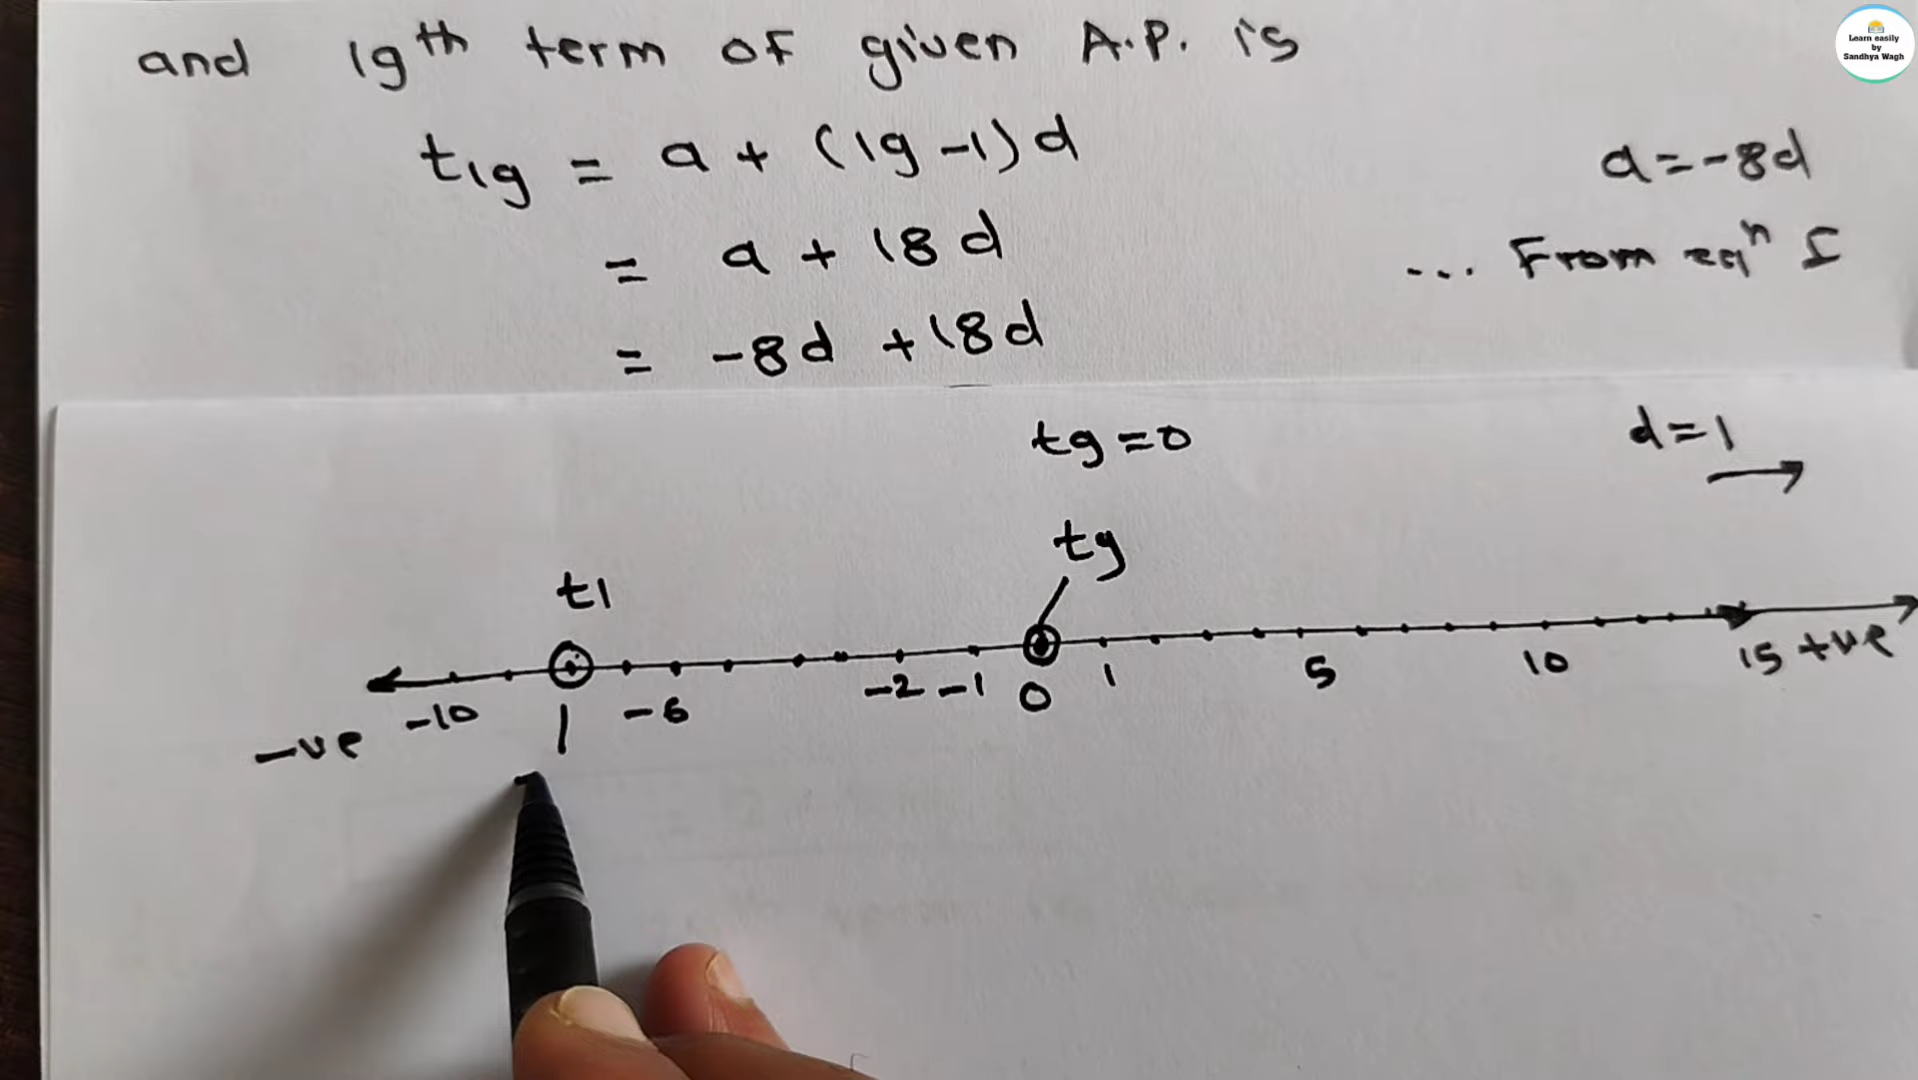 and 19th term of given A.P. is
t19 = a + (19-1)d
a=-8d
= a + 18d
... From eqn I
= -8d +18d
t9=0
d=1
t9
t1
-ve -10 -6 -2 -1 0 1 5 10 15 +ve
Learn easily
by
Sandhya Wagh